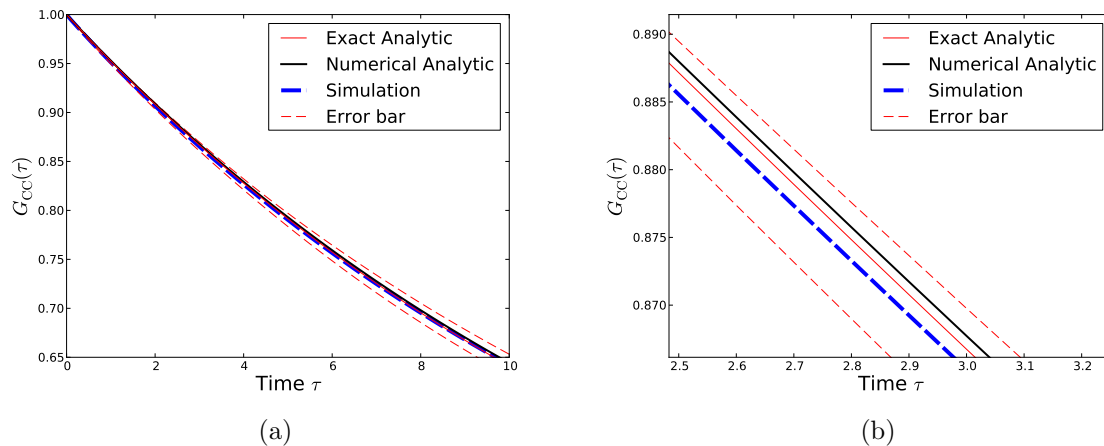 1.00
0.95
0.90
0.85
0.80
0.75
0.70
0.65
G_CC(τ)
0 2 4 6 8 10
Time τ
Exact Analytic
Numerical Analytic
Simulation
Error bar
(a)
0.890
0.885
0.880
0.875
0.870
G_CC(τ)
2.5 2.6 2.7 2.8 2.9 3.0 3.1 3.2
Time τ
Exact Analytic
Numerical Analytic
Simulation
Error bar
(b)